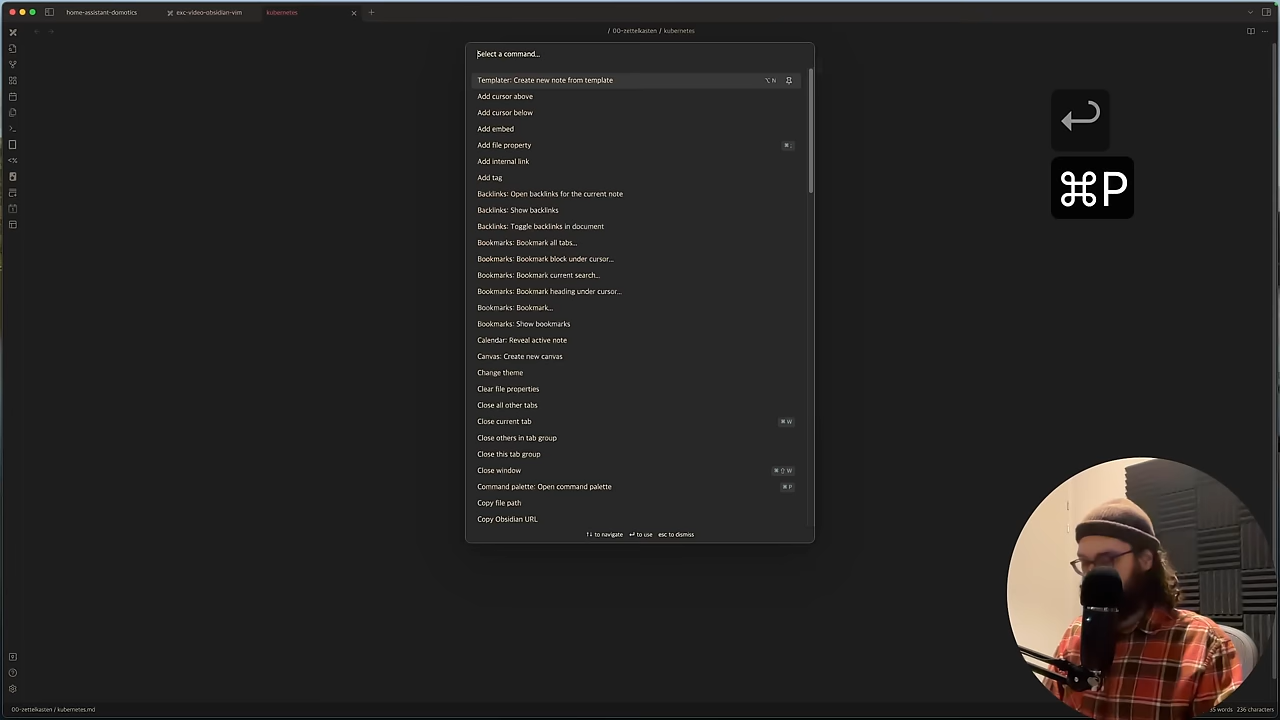 home-assistant-domotics
exc-video-obsidian-vim
kubernetes
/ 00-zettelkasten / kubernetes
Select a command...
Templater: Create new note from template ⌥ N
Add cursor above
Add cursor below
Add embed
Add file property ⌘ ;
Add internal link
Add tag
Backlinks: Open backlinks for the current note
Backlinks: Show backlinks
Backlinks: Toggle backlinks in document
Bookmarks: Bookmark all tabs...
Bookmarks: Bookmark block under cursor...
Bookmarks: Bookmark current search...
Bookmarks: Bookmark heading under cursor...
Bookmarks: Bookmark...
Bookmarks: Show bookmarks
Calendar: Reveal active note
Canvas: Create new canvas
Change theme
Clear file properties
Close all other tabs
Close current tab ⌘ W
Close others in tab group
Close this tab group
Close window ⌘ ⇧ W
Command palette: Open command palette ⌘ P
Copy file path
Copy Obsidian URL
↑↓ to navigate ↵ to use esc to dismiss
⌘P
00-zettelkasten / kubernetes.md
words 236 characters